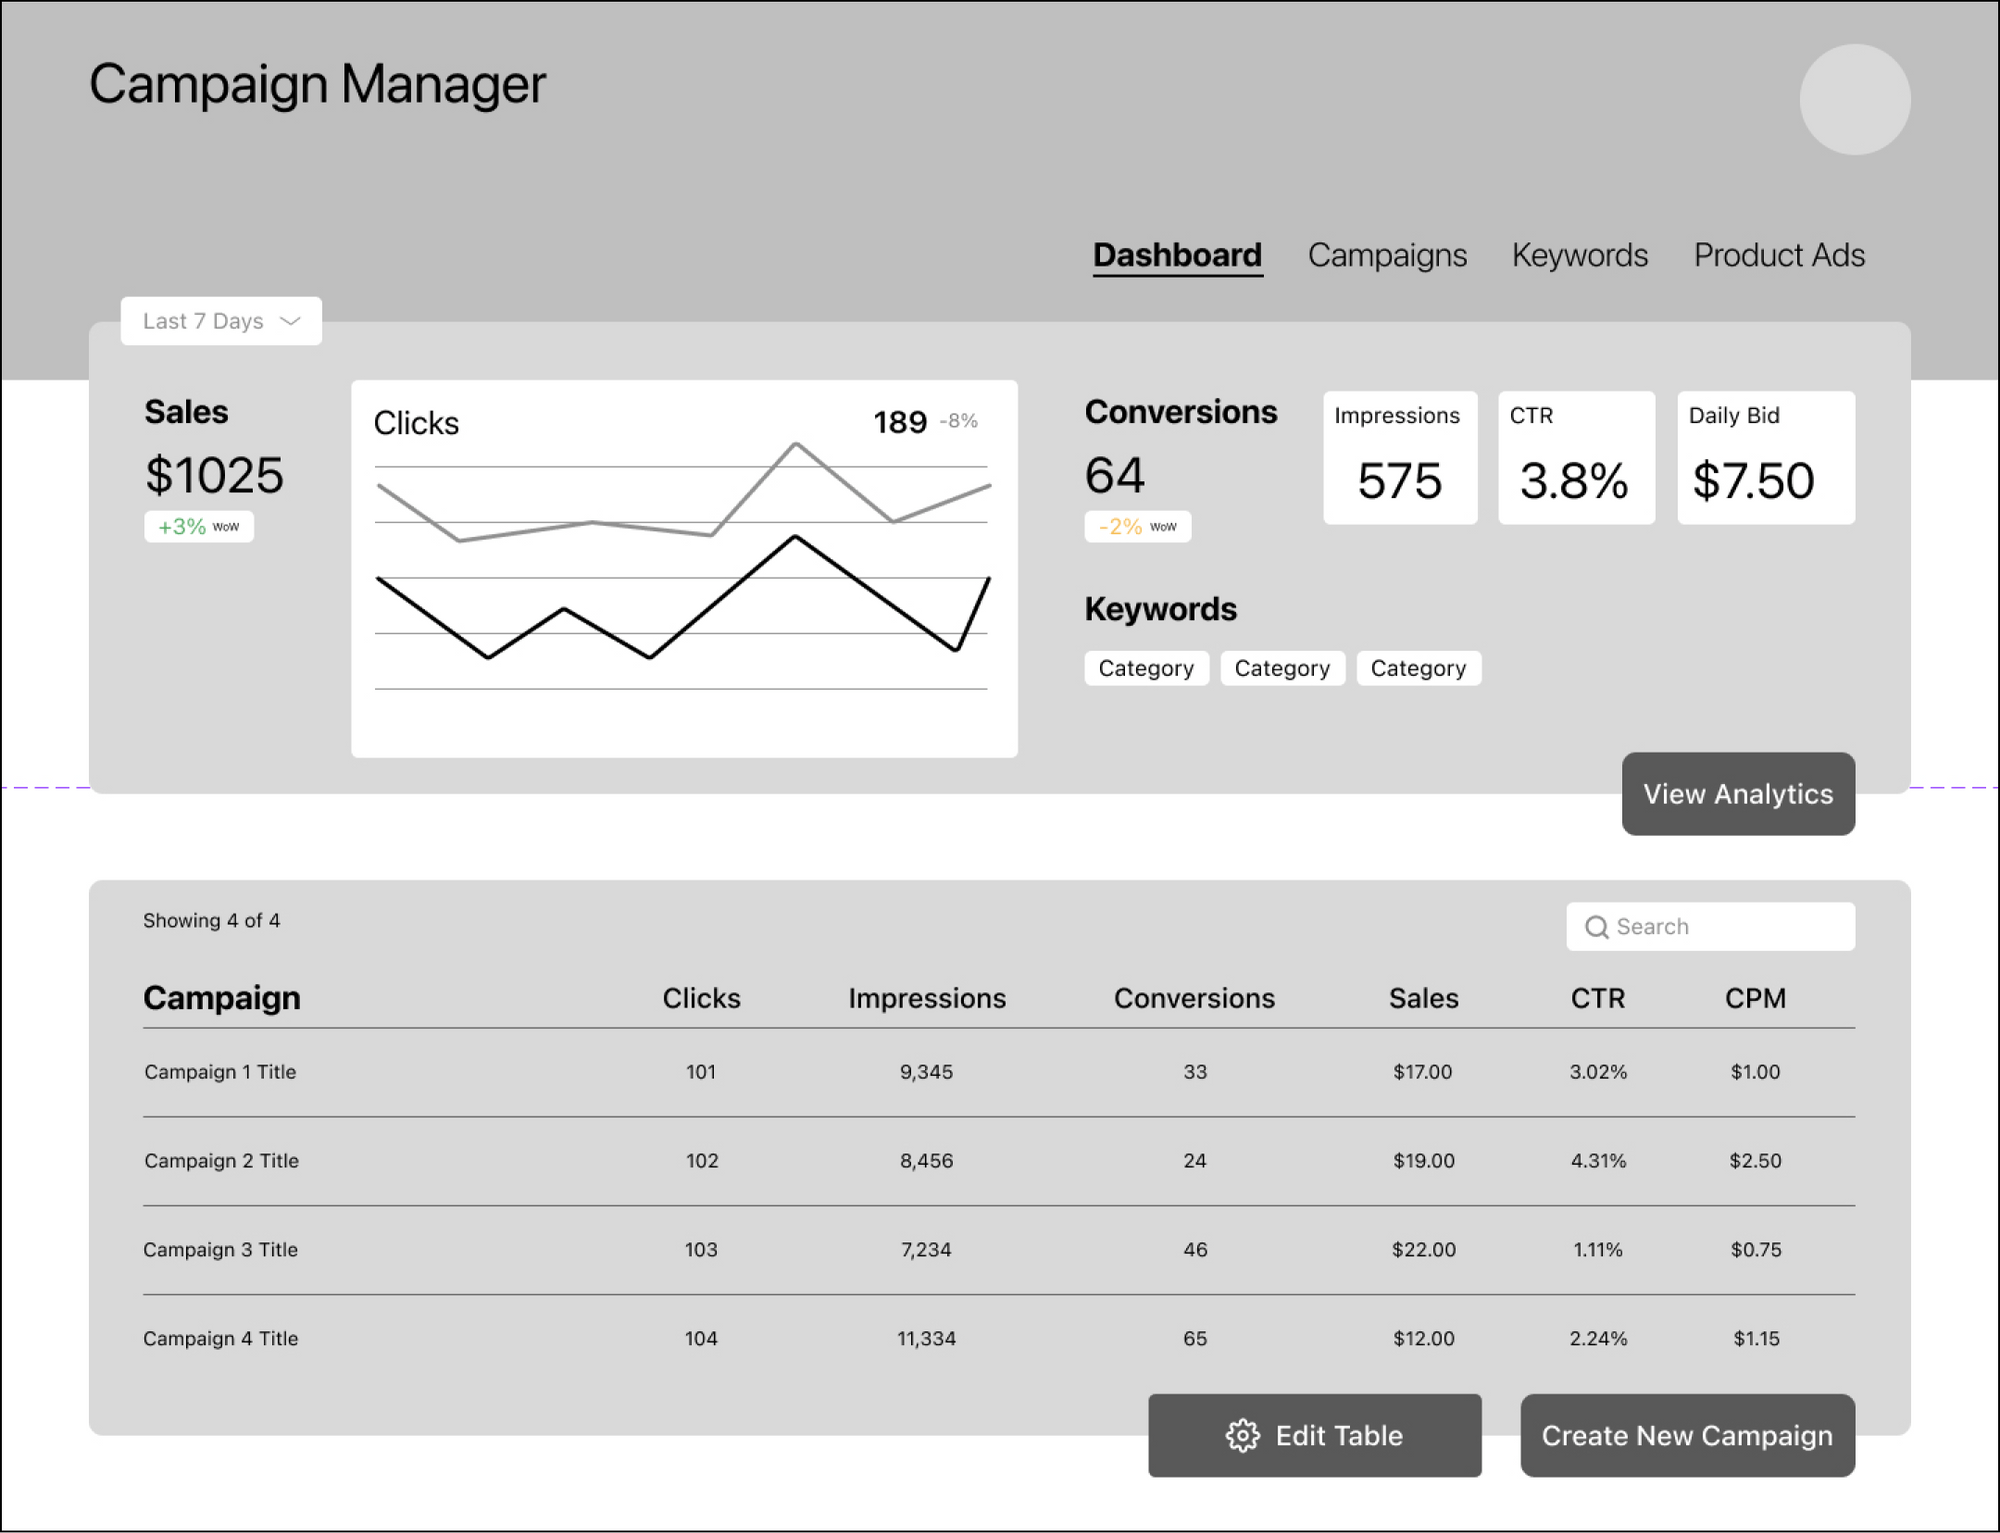 Campaign Manager
Dashboard Campaigns Keywords Product Ads
Last 7 Days
Sales
$1025
+3% WoW
Clicks 189 -8%
Conversions
64
-2% WoW
Impressions
575
CTR
3.8%
Daily Bid
$7.50
Keywords
Category Category Category
View Analytics
Showing 4 of 4
Search
Campaign Clicks Impressions Conversions Sales CTR CPM
Campaign 1 Title 101 9,345 33 $17.00 3.02% $1.00
Campaign 2 Title 102 8,456 24 $19.00 4.31% $2.50
Campaign 3 Title 103 7,234 46 $22.00 1.11% $0.75
Campaign 4 Title 104 11,334 65 $12.00 2.24% $1.15
Edit Table
Create New Campaign